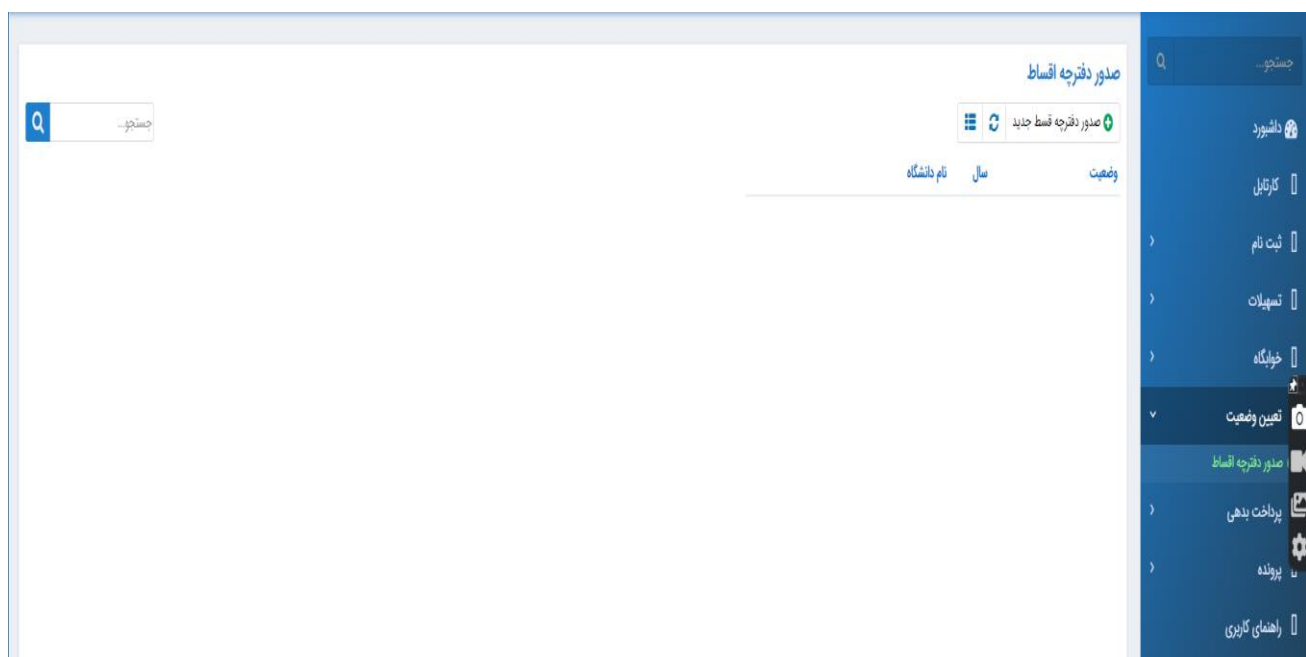 جستجو...
داشبورد
کارتابل
ثبت نام
تسهیلات
خوابگاه
تعیین وضعیت
صدور دفترچه اقساط
پرداخت بدهی
پرونده
راهنمای کاربری
صدور دفترچه اقساط
صدور دفترچه قسط جدید
جستجو...
وضعیت سال نام دانشگاه